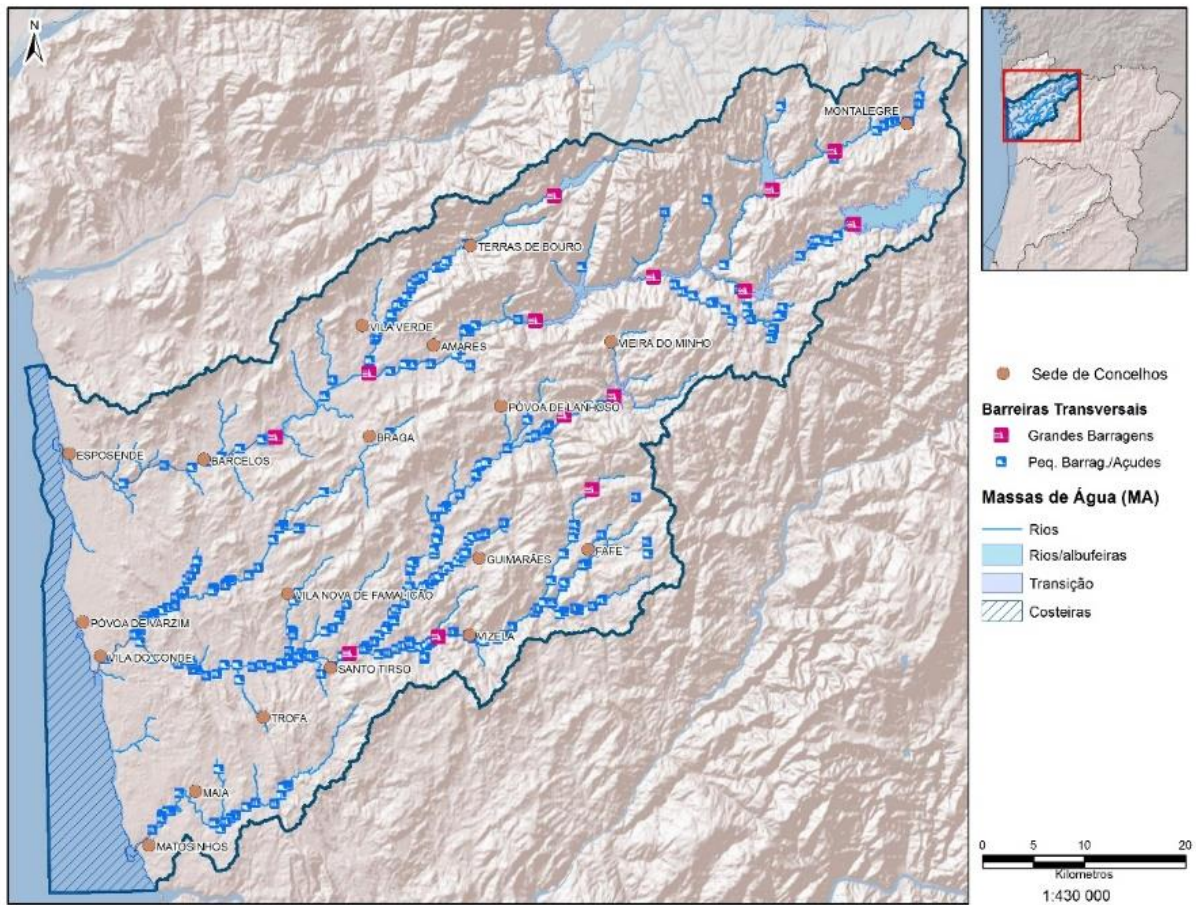 N
MONTALEGRE
TERRAS DE BOURO
VILA VERDE
AMARES
VIEIRA DO MINHO
PÓVOA DE LANHOSO
BRAGA
ESPOSENDE
BARCELOS
GUIMARÃES
FAFE
VILA NOVA DE FAMALICÃO
PÓVOA DE VARZIM
VIZELA
VILA DO CONDE
SANTO TIRSO
TROFA
MAIA
MATOSINHOS
Sede de Concelhos
Barreiras Transversais
Grandes Barragens
Peq. Barrag./Açudes
Massas de Água (MA)
Rios
Rios/albufeiras
Transição
Costeiras
0 5 10 20
Kilometros
1:430 000